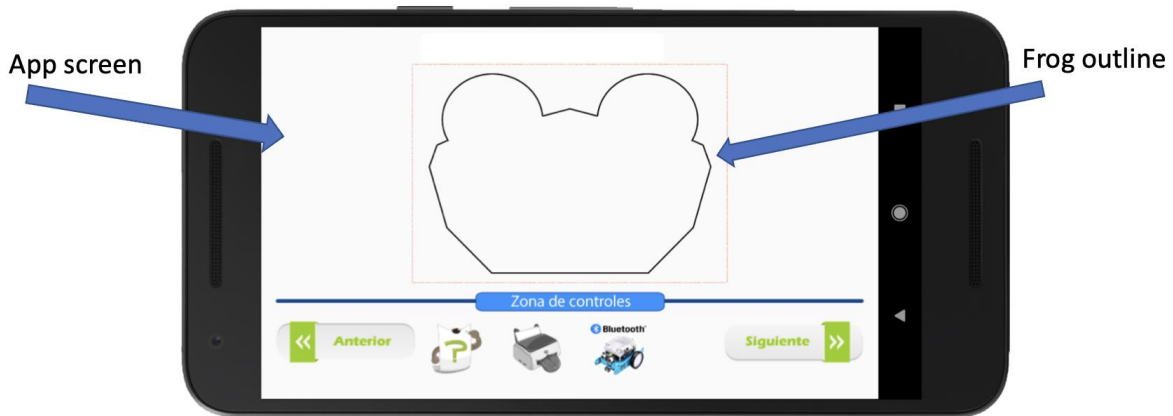 App screen
Frog outline
Zona de controles
Anterior
?
Bluetooth
Siguiente